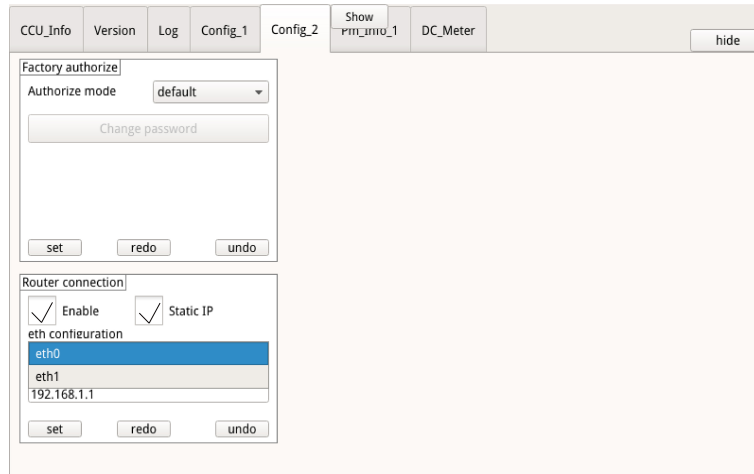 Show
CCU_Info Version Log Config_1 Config_2 Pm_Info_1 DC_Meter
hide
Factory authorize
Authorize mode default
Change password
set redo undo
Router connection
Enable Static IP
eth configuration
eth0
eth1
192.168.1.1
set redo undo